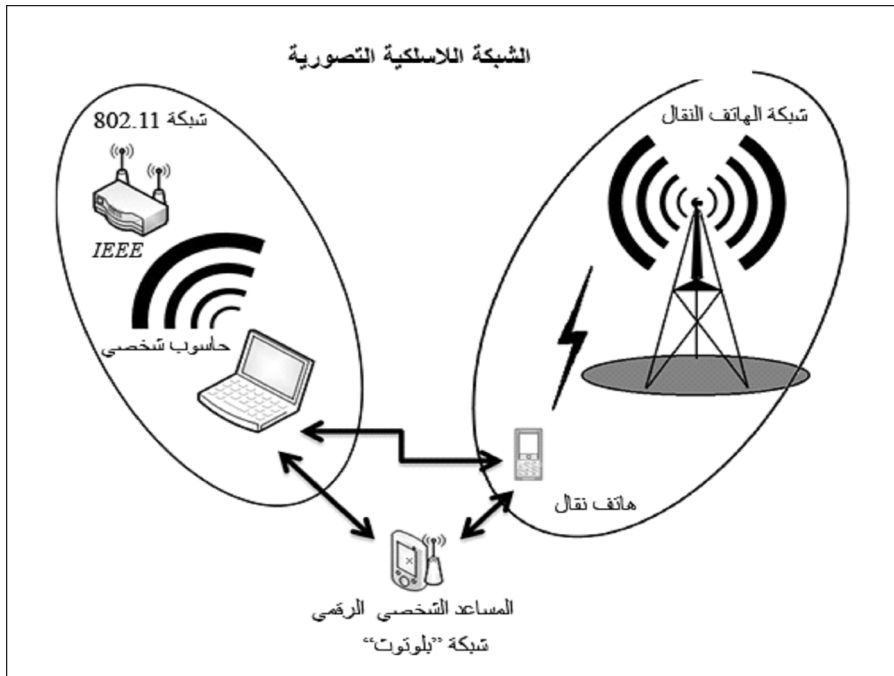 الشبكة اللاسلكية التصورية
شبكة الهاتف النقال
شبكة 802.11
IEEE
حاسوب شخصي
هاتف نقال
المساعد الشخصي الرقمي
شبكة ”بلوتوث“